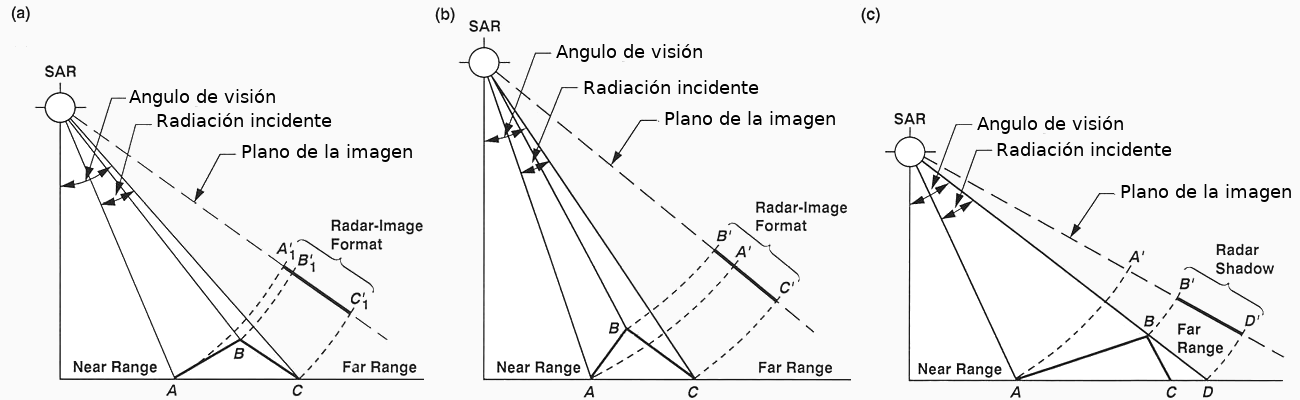 (a)
SAR
Angulo de visión
Radiación incidente
Plano de la imagen
Radar-Image
Format
A'1
B'1
C'1
B
Near Range
Far Range
A
C
(b)
SAR
Angulo de visión
Radiación incidente
Plano de la imagen
Radar-Image
Format
B'
A'
C'
B
Near Range
Far Range
A
C
(c)
SAR
Angulo de visión
Radiación incidente
Plano de la imagen
Radar
Shadow
A'
B'
D'
B
Far
Range
Near Range
A
C
D